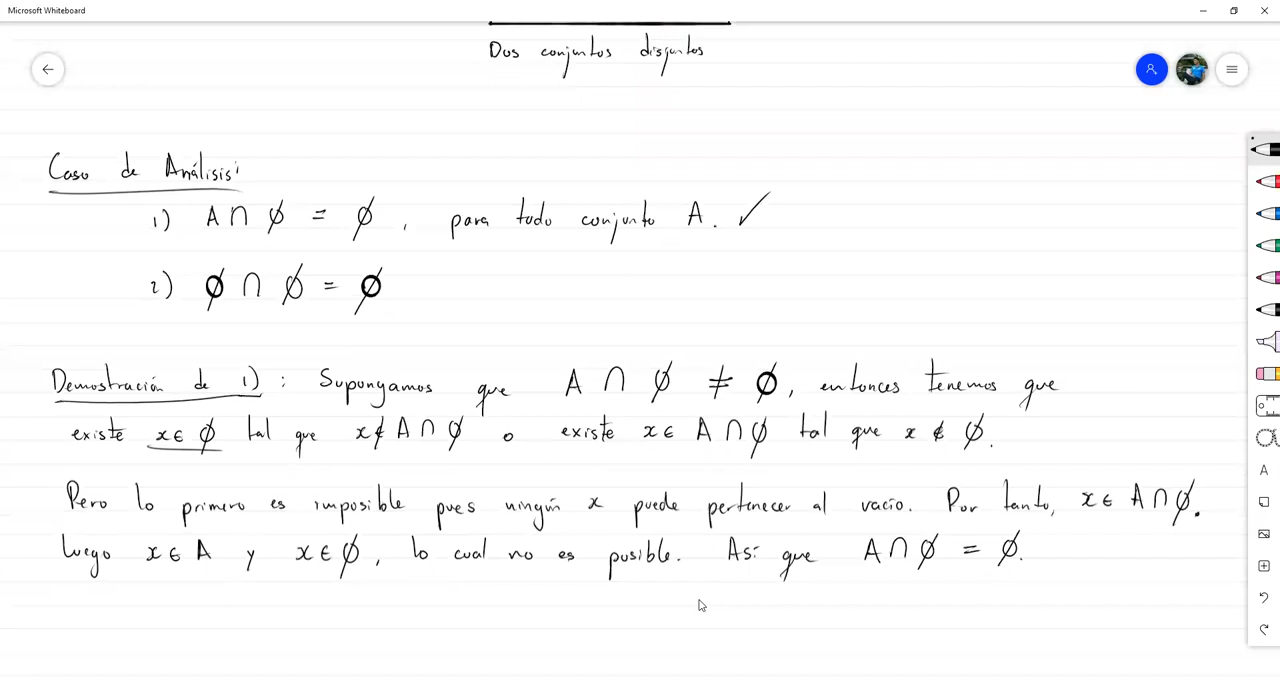 Microsoft Whiteboard
Dos conjuntos disjuntos
Caso de Análisis:
1) A ∩ ∅ = ∅, para todo conjunto A. ✓
2) ∅ ∩ ∅ = ∅
Demostración de 1): Supongamos que A ∩ ∅ ≠ ∅, entonces tenemos que
existe x ∈ ∅ tal que x ∉ A ∩ ∅ o existe x ∈ A ∩ ∅ tal que x ∉ ∅.
Pero lo primero es imposible pues ningún x puede pertenecer al vacío. Por tanto, x ∈ A ∩ ∅.
Luego x ∈ A y x ∈ ∅, lo cual no es posible. Así que A ∩ ∅ = ∅.